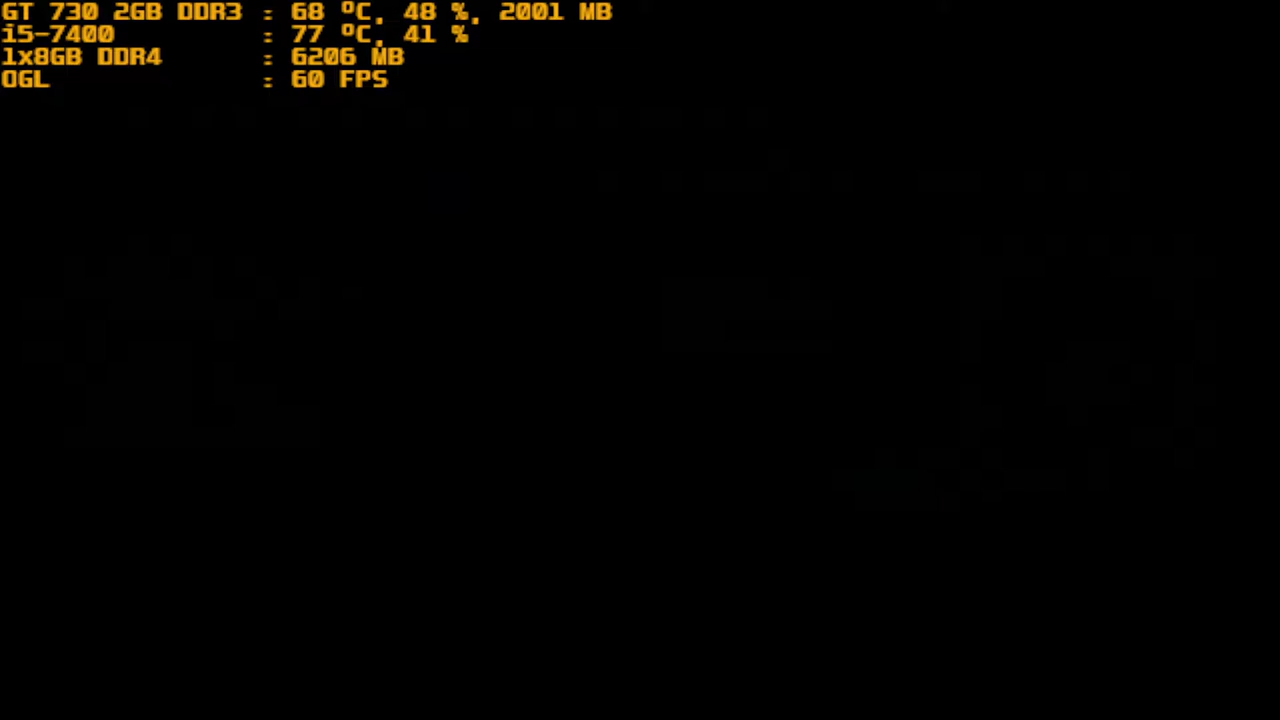 GT 730 2GB DDR3 : 68 ºC, 48 %, 2001 MB
i5-7400 : 77 ºC, 41 %
1x8GB DDR4 : 6206 MB
OGL : 60 FPS